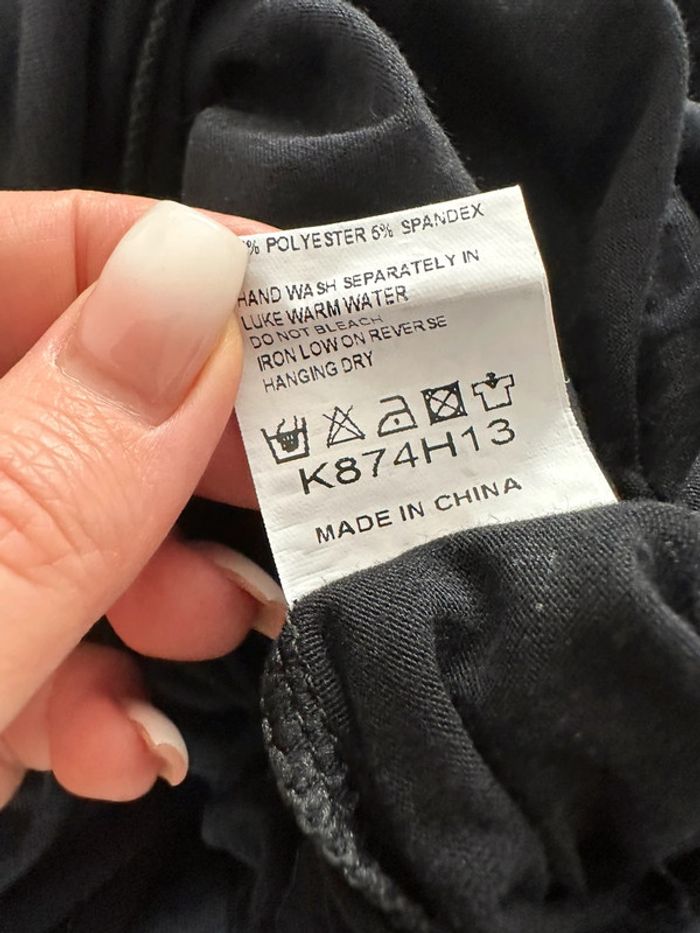 % POLYESTER 5% SPANDEX
HAND WASH SEPARATELY IN
LUKE WARM WATER
DO NOT BLEACH
IRON LOW ON REVERSE
HANGING DRY
K874H13
MADE IN CHINA